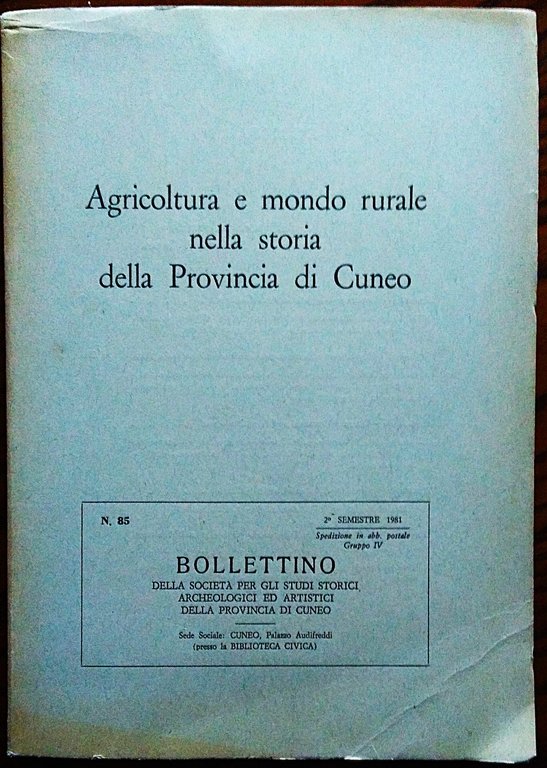 Agricoltura e mondo rurale
nella storia
della Provincia di Cuneo
N. 85
2° SEMESTRE 1981
Spedizione in abb. postale
Gruppo IV
BOLLETTINO
DELLA SOCIETÀ PER GLI STUDI STORICI,
ARCHEOLOGICI ED ARTISTICI
DELLA PROVINCIA DI CUNEO
Sede Sociale: CUNEO, Palazzo Audifreddi
(presso la BIBLIOTECA CIVICA)